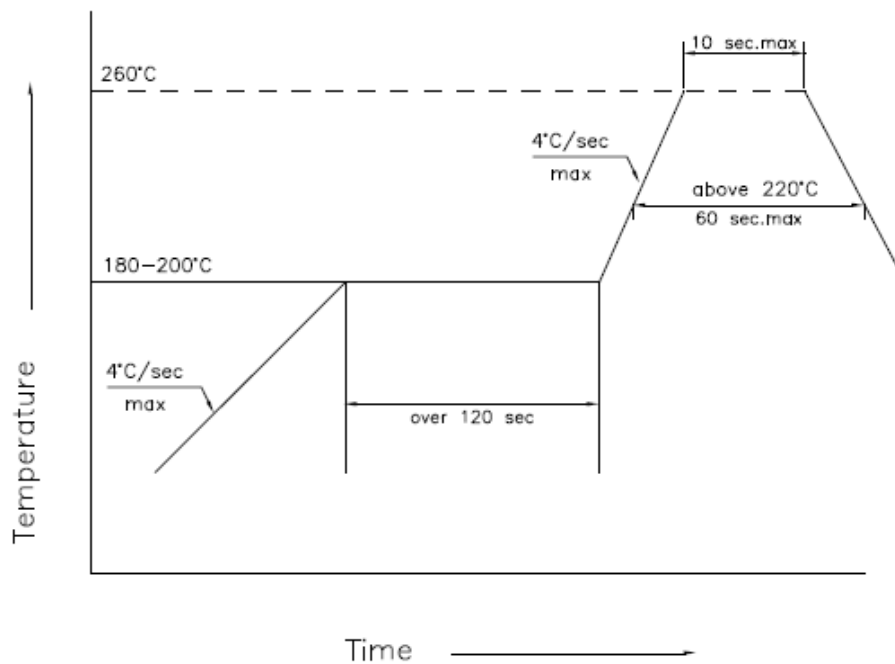 10 sec.max
260°C
4°C/sec
max
above 220°C
60 sec.max
180-200°C
4°C/sec
max
over 120 sec
Temperature
Time